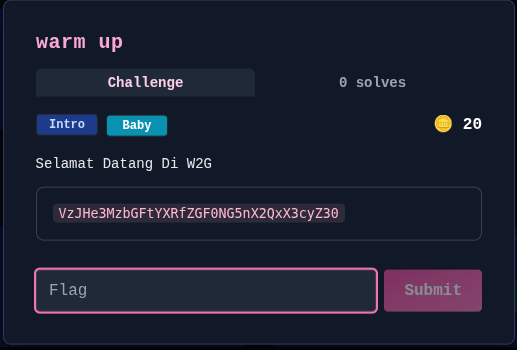 warm up
Challenge
0 solves
Intro
Baby
20
Selamat Datang Di W2G
VzJHe3MzbGFtYXRfZGF0NG5nX2QxX3cyZ30
Flag
Submit